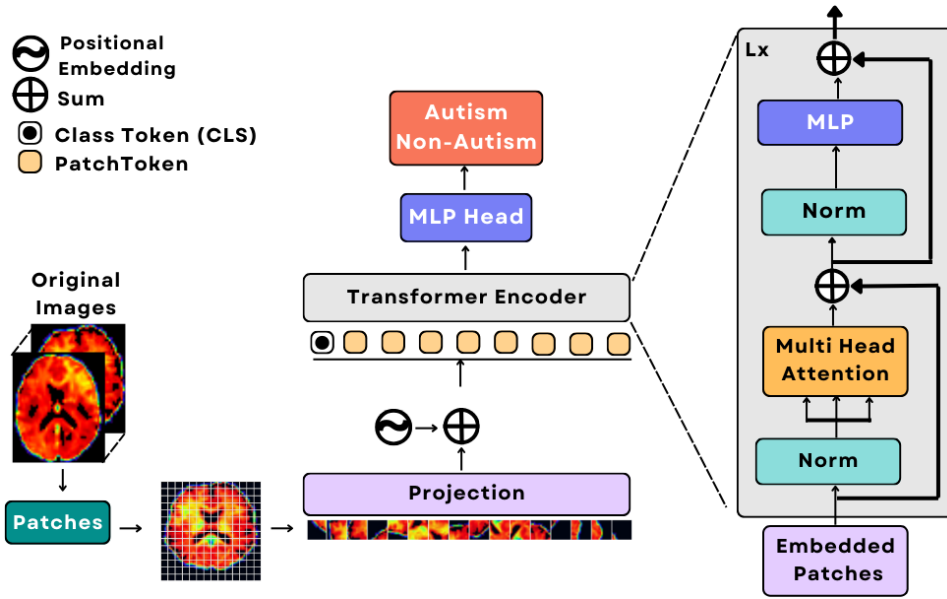 Positional
Embedding
Sum
Class Token (CLS)
PatchToken
Original
Images
Patches
Autism
Non-Autism
MLP Head
Transformer Encoder
Projection
Lx
MLP
Norm
Multi Head
Attention
Norm
Embedded
Patches